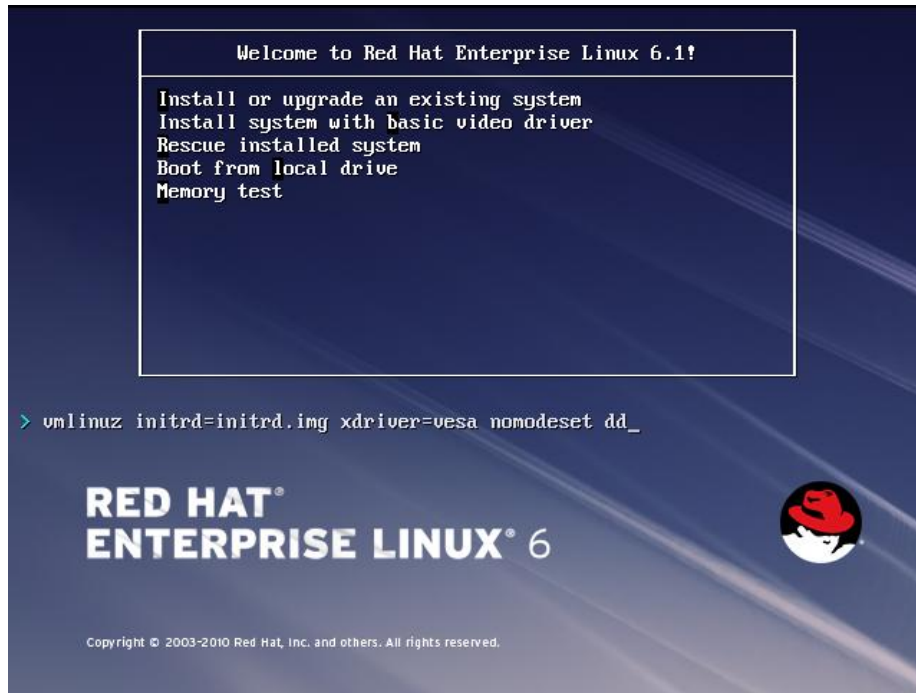 Welcome to Red Hat Enterprise Linux 6.1!
Install or upgrade an existing system
Install system with basic video driver
Rescue installed system
Boot from local drive
Memory test
> vmlinuz initrd=initrd.img xdriver=vesa nomodeset dd_
RED HAT®
ENTERPRISE LINUX® 6
Copyright © 2003-2010 Red Hat, Inc. and others. All rights reserved.